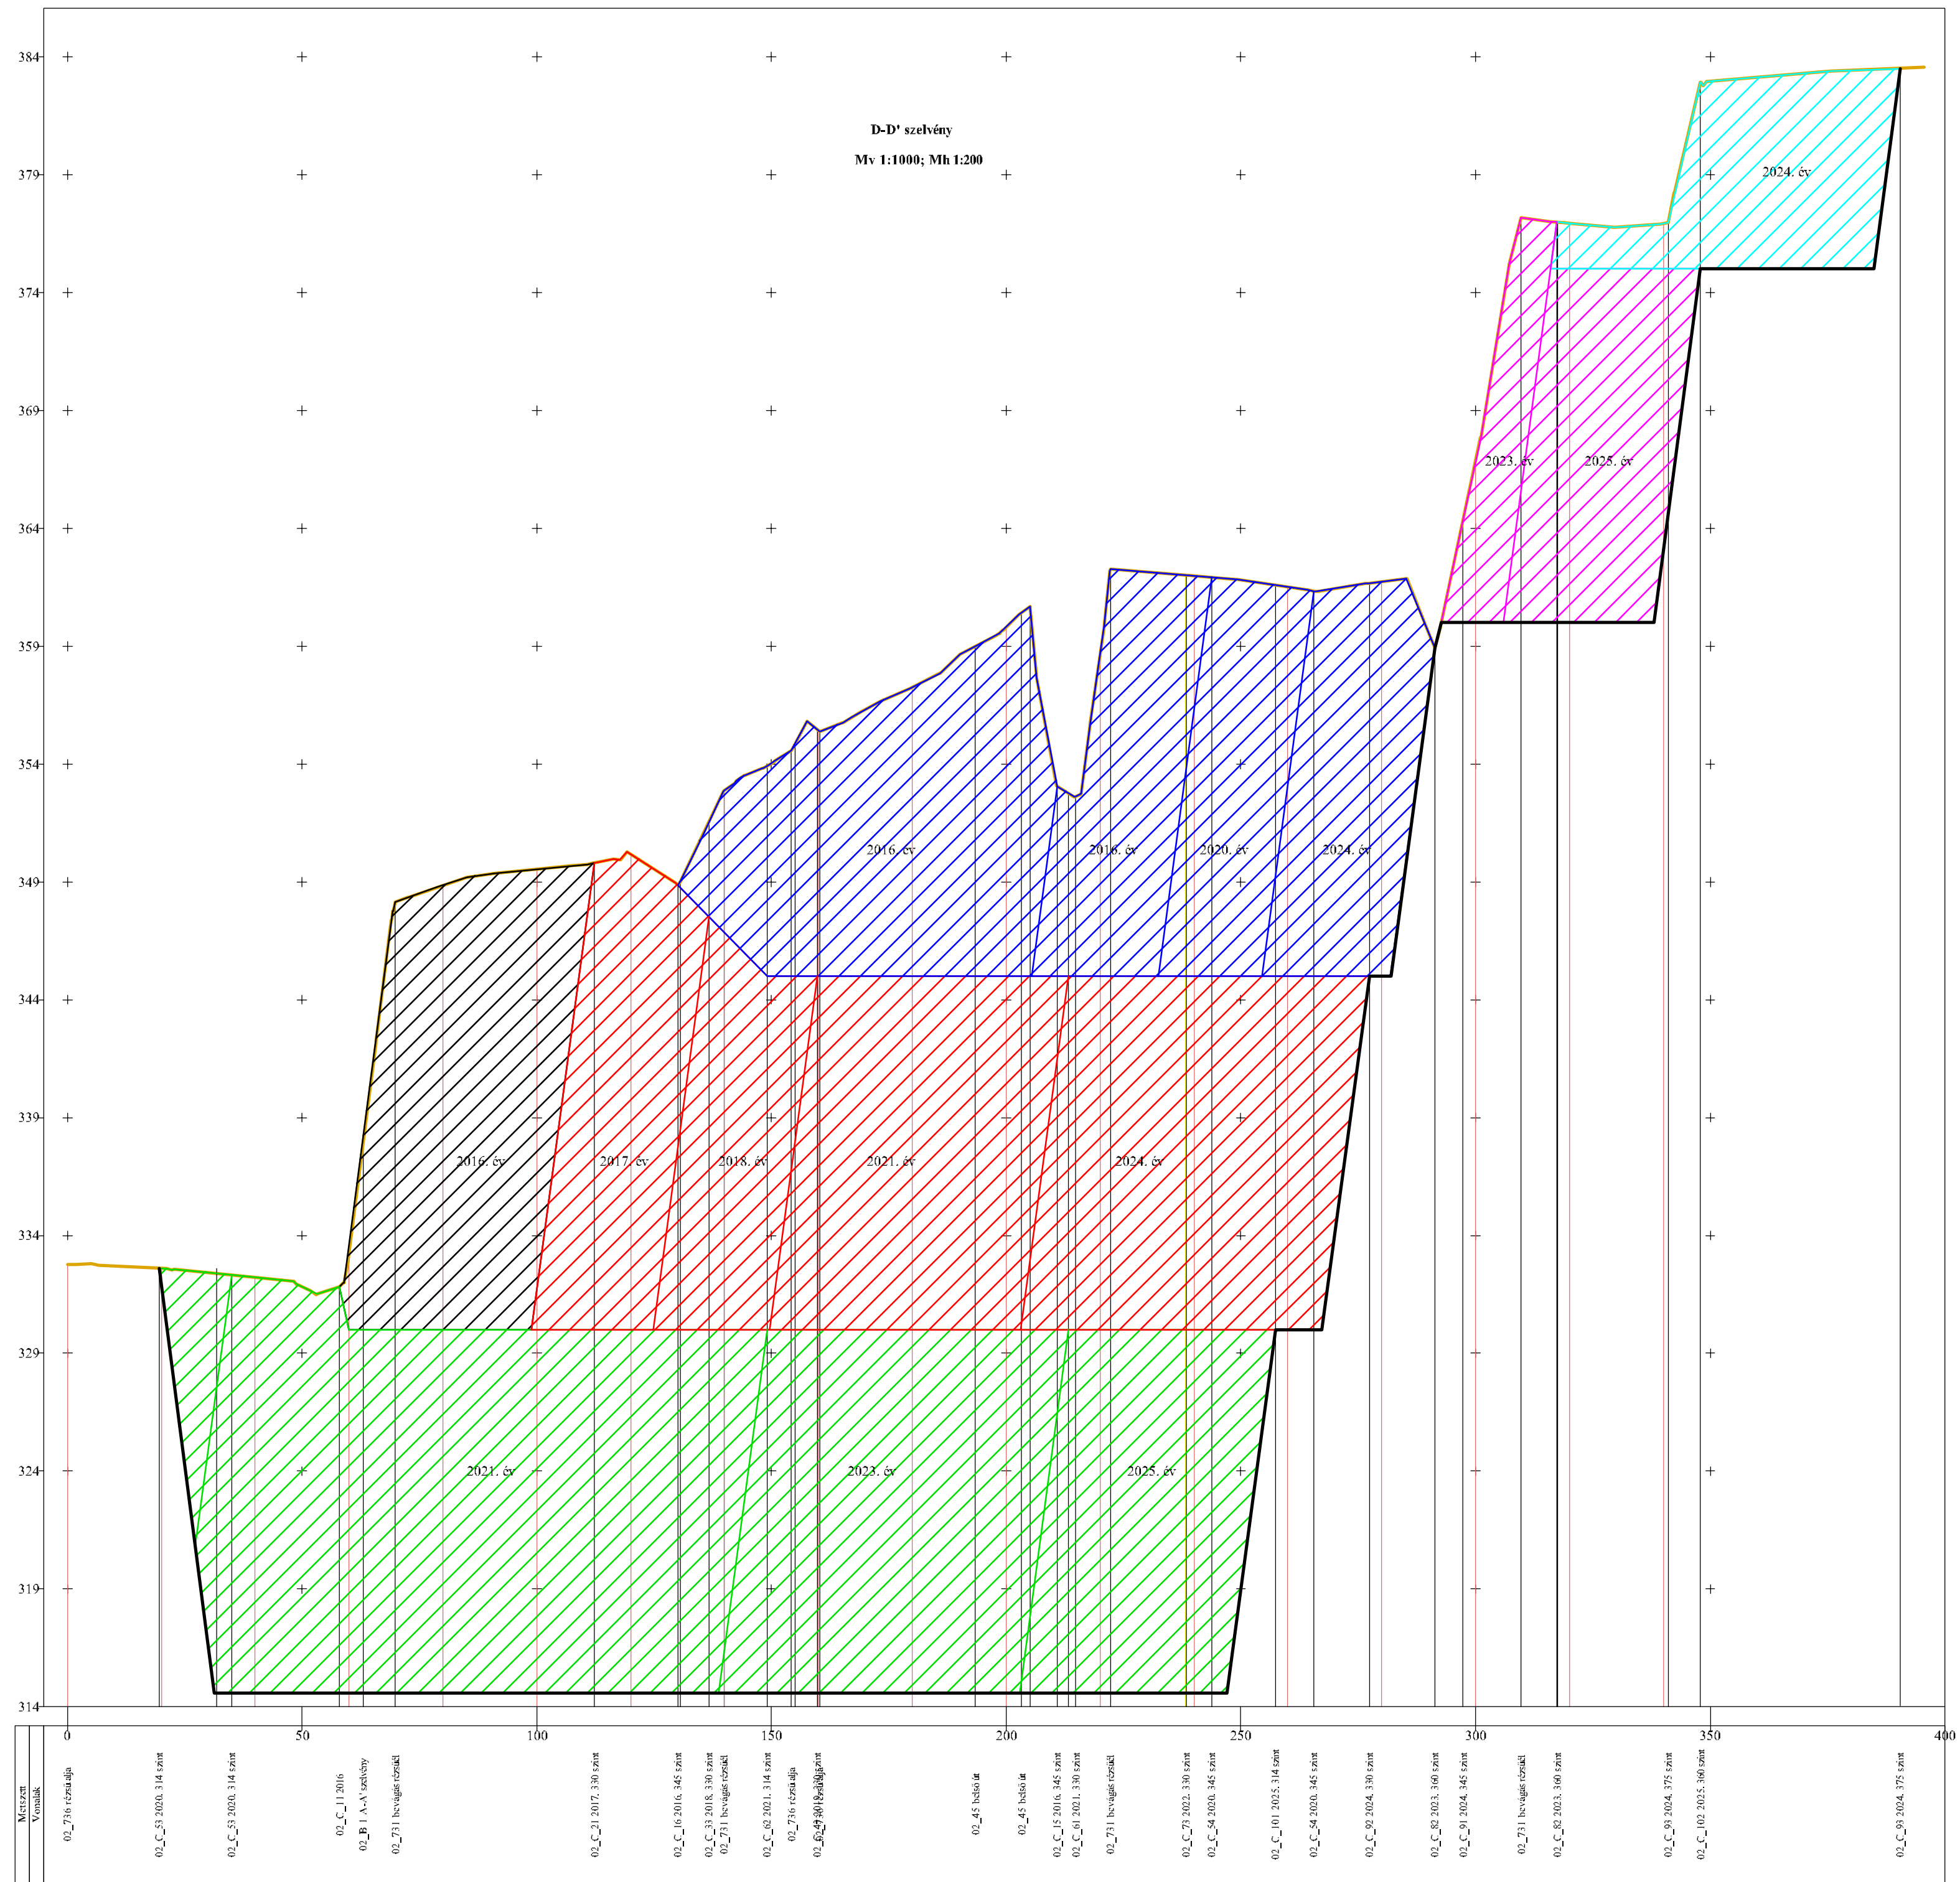 384
D-D' szelvény
Mv 1:1000; Mh 1:200
379
2024. év
374
369
2023. év
2025. év
364
359
354
2016. év
2016. év
2020. év
2024. év
349
344
339
2016. év
2017. év
2018. év
2021. év
2024. év
334
329
324
2021. év
2023. év
2025. év
319
314
0 50 100 150 200 250 300 350 400
Metszett
Vonalak
02_736 rézsű alja
02_C_53 2020. 314 szint
02_C_53 2020. 314 szint
02_C_11 2016
02_B 1 A-A' szelvény
02_731 bevágás rézsűél
02_C_21 2017. 330 szint
02_C_16 2016. 345 szint
02_C_33 2018. 330 szint
02_731 bevágás rézsűél
02_C_62 2021. 314 szint
02_736 rézsű alja
02_45 belső út
02_45 belső út
02_C_15 2016. 345 szint
02_C_61 2021. 330 szint
02_731 bevágás rézsűél
02_C_73 2022. 330 szint
02_C_54 2020. 345 szint
02_C_101 2025. 314 szint
02_C_54 2020. 345 szint
02_C_92 2024. 330 szint
02_C_82 2023. 360 szint
02_C_91 2024. 345 szint
02_731 bevágás rézsűél
02_C_82 2023. 360 szint
02_C_93 2024. 375 szint
02_C_102 2025. 360 szint
02_C_93 2024. 375 szint